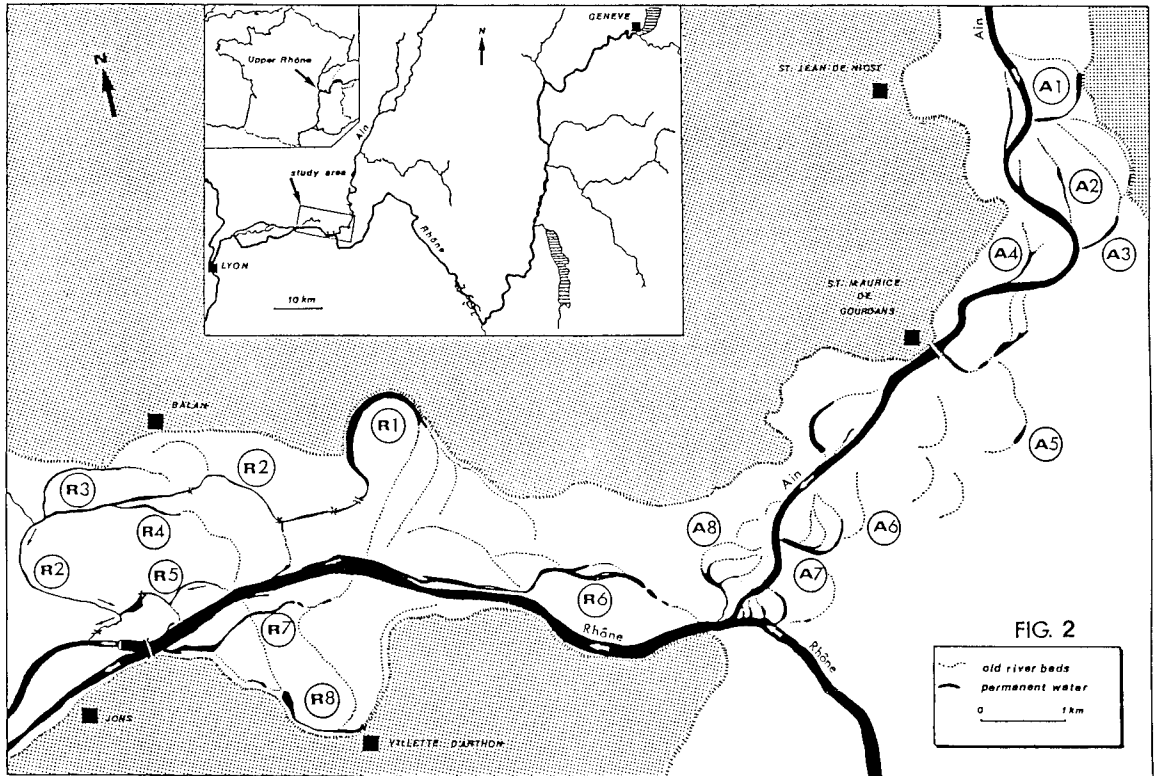 N
Upper Rhône
study area
LYON
10 km
Ain
N
GENEVE
Rhône
Ain
ST. JEAN-DE-NIOST
A1
A2
A3
A4
ST. MAURICE
DE
GOURDANS
A5
BALAN
R1
R2
R3
R4
R2
R5
Ain
A8
A6
A7
R6
Rhône
R7
R8
Rhône
JONS
VILLETTE D'ANTHON
FIG. 2
old river beds
permanent water
0 1km